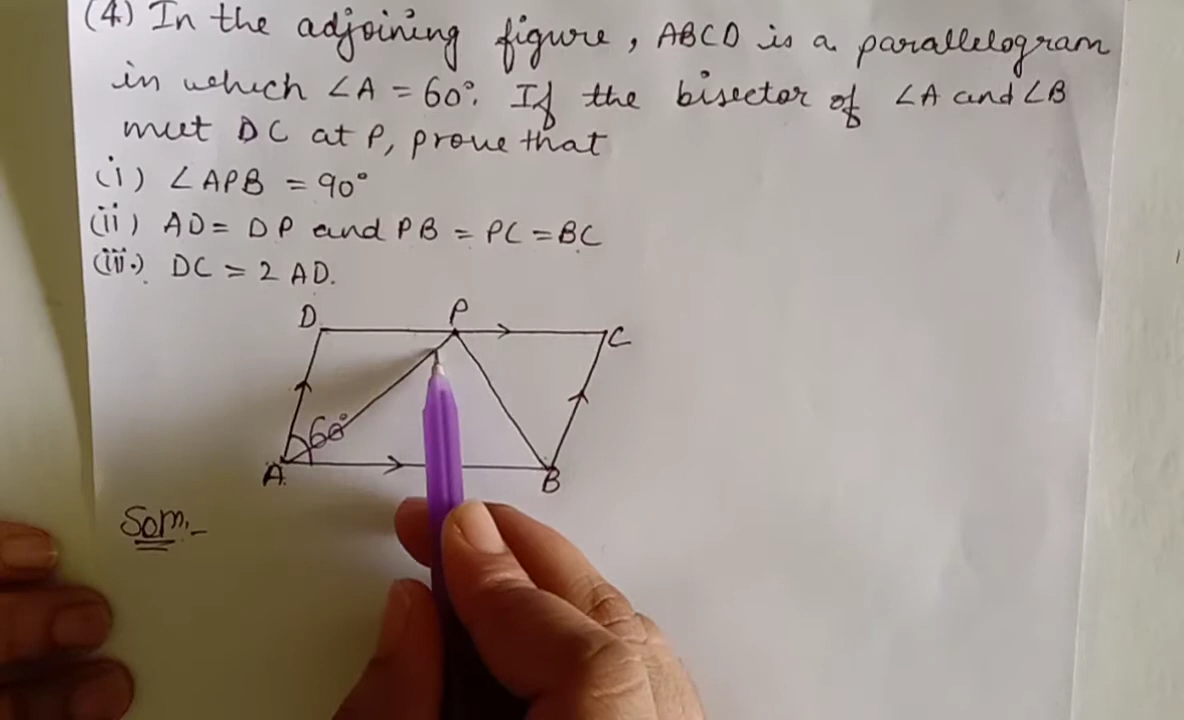 (4) In the adjoining figure, ABCD is a parallelogram
in which ∠A = 60°. If the bisector of ∠A and ∠B
meet DC at P, prove that
(i) ∠APB = 90°
(ii) AD = DP and PB = PC = BC
(iii.) DC = 2 AD.
D P C
60°
A B
Som.-